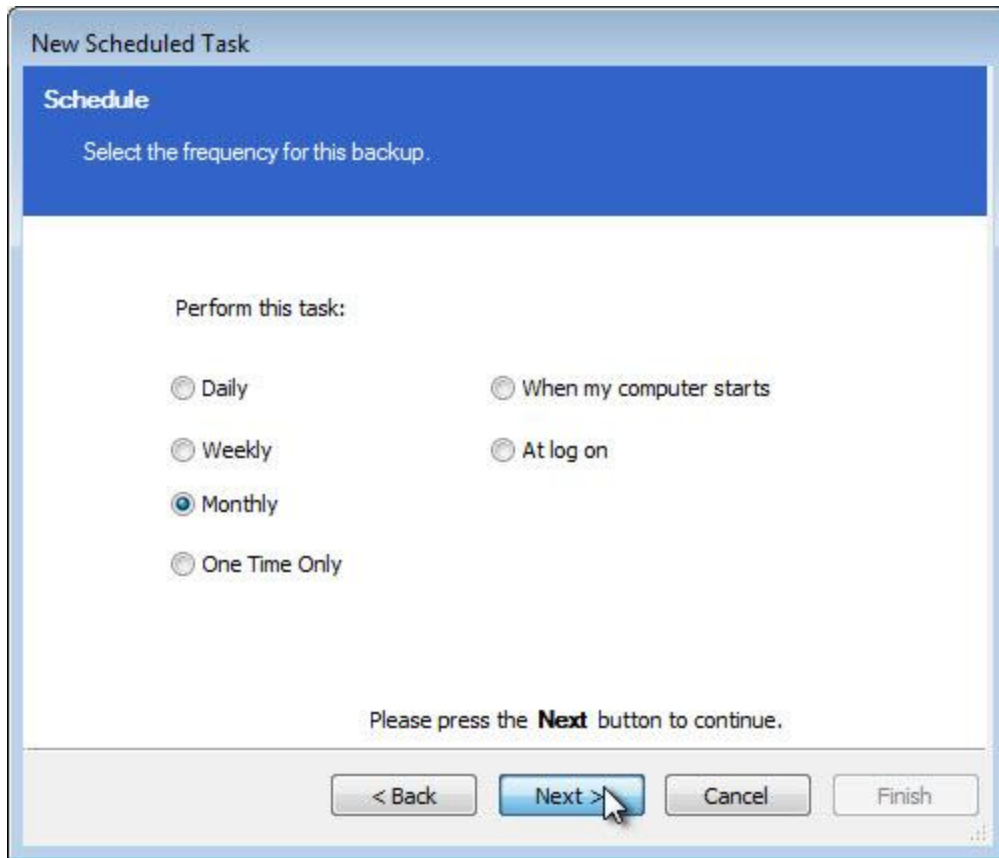 New Scheduled Task
Schedule
Select the frequency for this backup.
Perform this task:
Daily
When my computer starts
Weekly
At log on
Monthly
One Time Only
Please press the Next button to continue.
< Back
Next >
Cancel
Finish